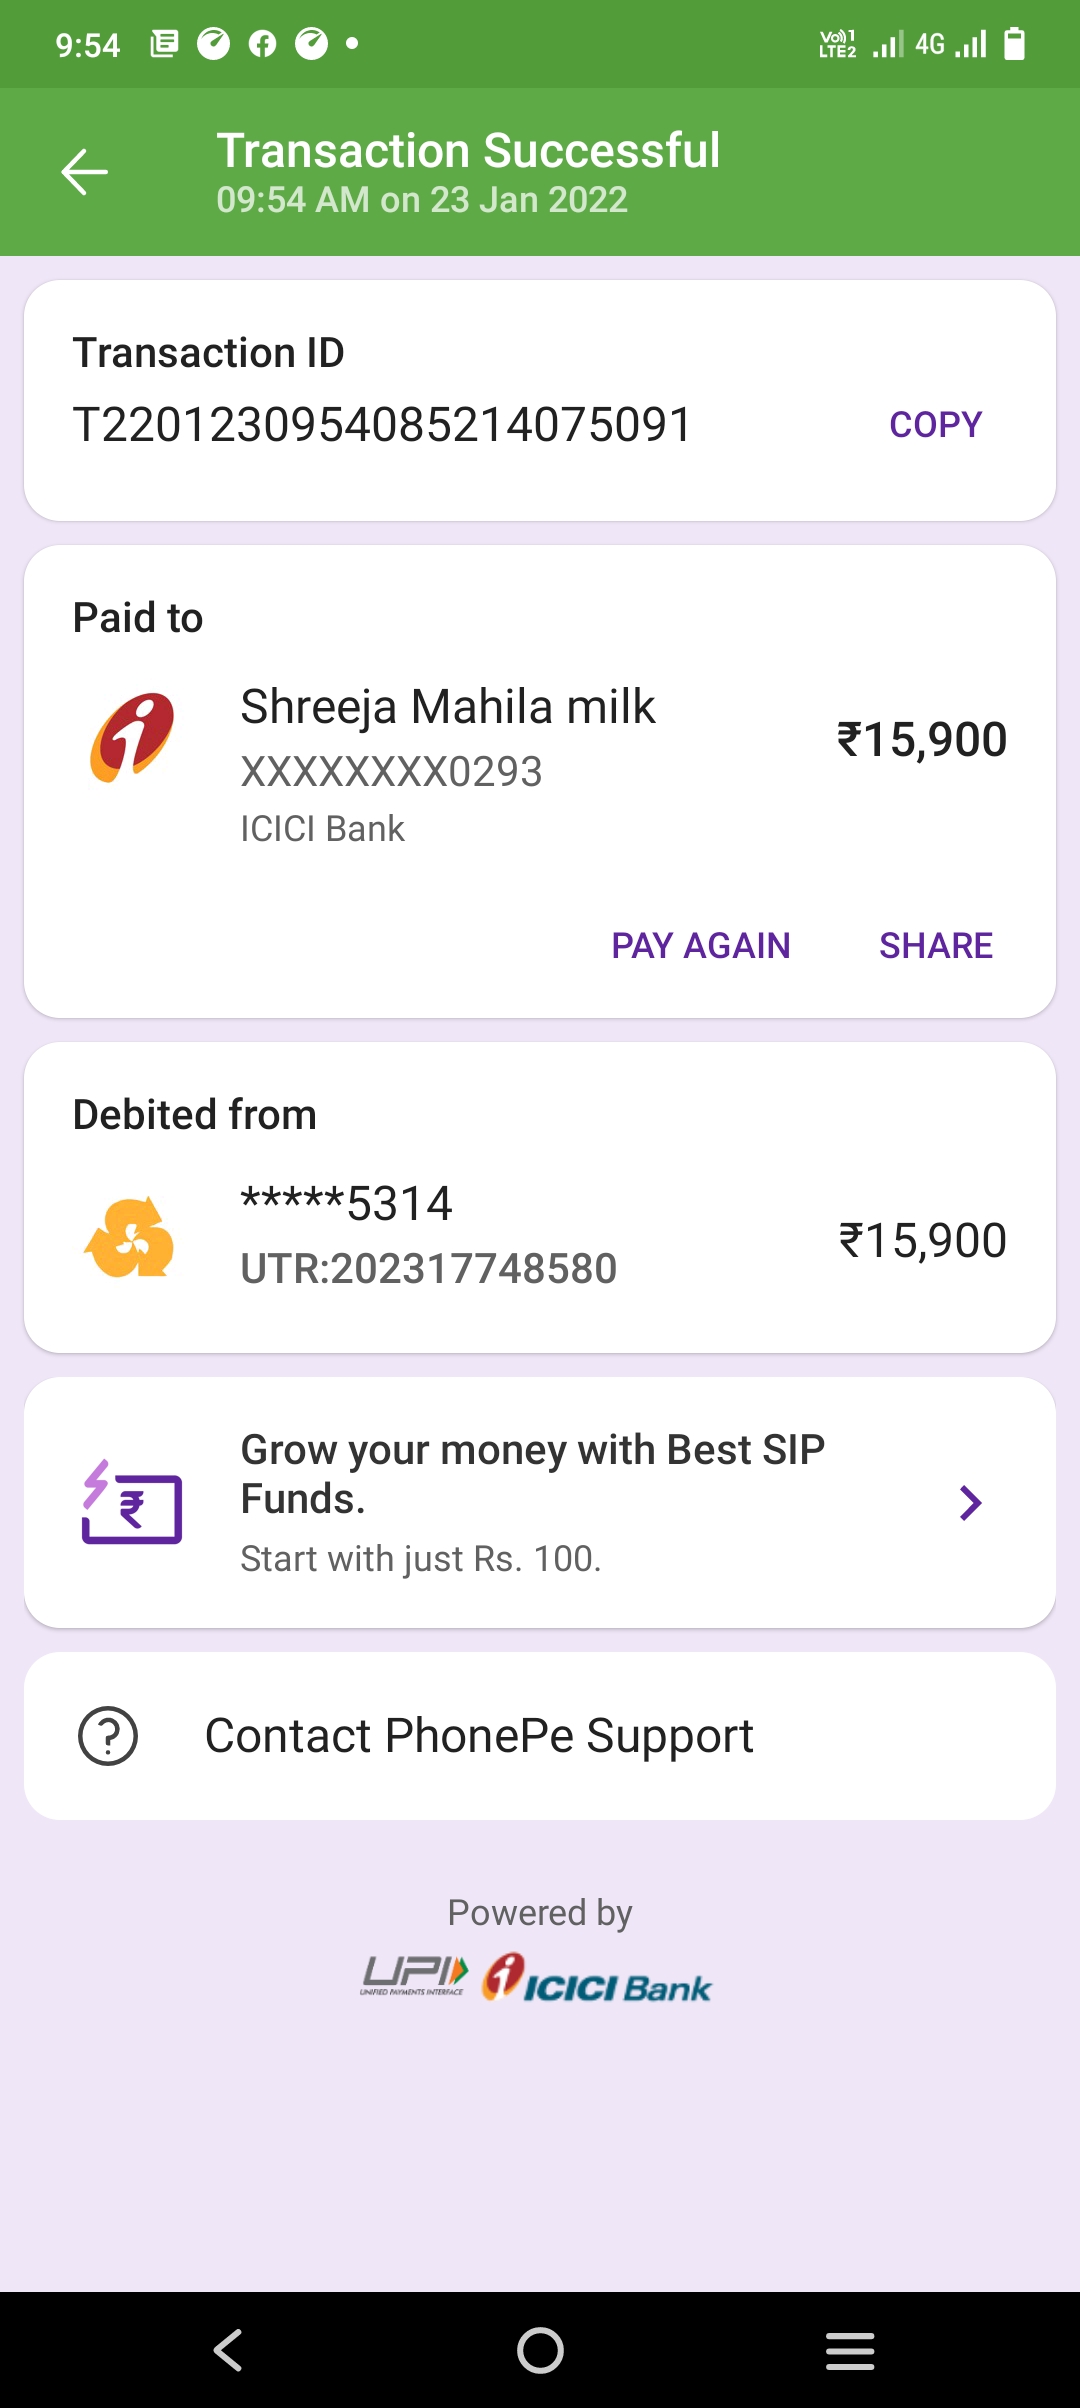 9:54
Vo))1 LTE2 4G
Transaction Successful
09:54 AM on 23 Jan 2022
Transaction ID
T2201230954085214075091 COPY
Paid to
Shreeja Mahila milk
₹15,900
XXXXXXXX0293
ICICI Bank
PAY AGAIN SHARE
Debited from
*****5314
₹15,900
UTR:202317748580
Grow your money with Best SIP
Funds.
Start with just Rs. 100.
Contact PhonePe Support
Powered by
UPI ICICI Bank
UNIFIED PAYMENTS INTERFACE